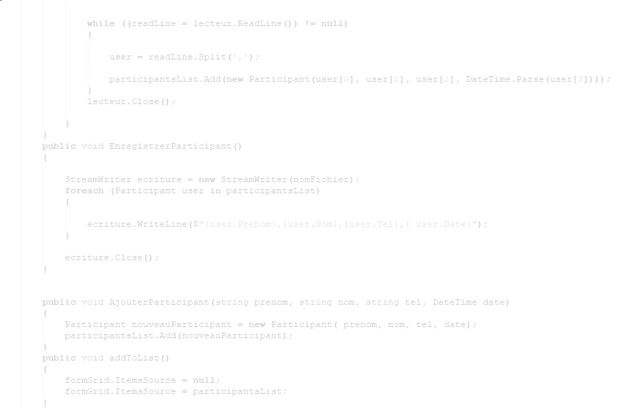 while ((readLine = lecteur.ReadLine()) != null)
{
user = readLine.Split(',');
participantsList.Add(new Participant(user[0], user[1], user[2], DateTime.Parse(user[3])));
}
lecteur.Close();
}
}
public void EnregistrerParticipant()
{
StreamWriter ecriture = new StreamWriter(nomFichier);
foreach (Participant user in participantsList)
{
ecriture.WriteLine($"{user.Prenom},{user.Nom},{user.Tel},{ user.Date}");
}
ecriture.Close();
}
public void AjouterParticipant(string prenom, string nom, string tel, DateTime date)
{
Participant nouveauParticipant = new Participant( prenom, nom, tel, date);
participantsList.Add(nouveauParticipant);
}
public void addToList()
{
formGrid.ItemsSource = null;
formGrid.ItemsSource = participantsList;
}